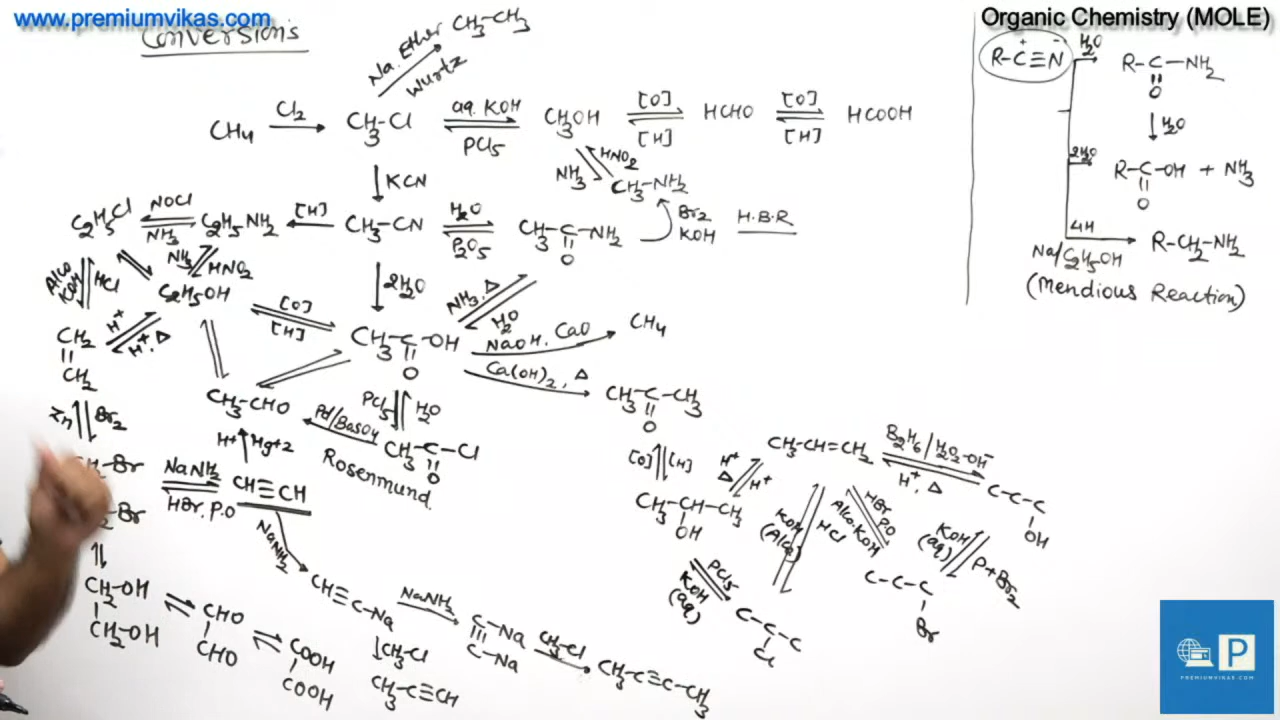 www.premiumvikas.com
Organic Chemistry (MOLE)
Conversions
Na. Ether CH3-CH3
Wurtz
CH4 Cl2 CH3-Cl aq. KOH PCl5 CH3OH [O] [H] HCHO [O] [H] HCOOH
KCN
NH3 HNO2
CH3-NH2
C2H5Cl NOCl NH3 C2H5NH2 [H] CH3-CN H2O P2O5 CH3-C-NH2
O
Br2
KOH
H.B.R
Alco KOH HCl
NH3 HNO2
C2H5OH
2H2O
[O]
[H]
NH3, Δ
H2O
CH2
CH2
H+
H+, Δ
CH3-C-OH
O
NaOH. CaO CH4
Ca(OH)2, Δ
CH3-C-CH3
O
CH3-CHO
Zn Br2
H+ Hg+2
Pd/BaSO4
Rosenmund
PCl5 H2O
CH3-C-Cl
O
-Br
-Br
NaNH2
HBr. P.O
CH≡CH
NaNH2
[O] [H]
CH3-CH-CH3
OH
H+
Δ
H+
CH3-CH=CH2
B2H6/H2O2-OH-
H+, Δ
C-C-C
OH
KOH
(Alco)
HCl
HBr
P.O
Alco. KOH
KOH
(aq)
P+Br2
C-C-C
Br
PCl5
KOH
(aq)
C-C-C
Cl
CH2-OH
CH2-OH
CHO
CHO
COOH
COOH
CH≡C-Na
NaNH2
C-Na
C-Na
CH3-Cl
CH3-C≡C-CH3
CH3-Cl
CH3-C≡CH
R-C≡N
+ -
H2O
R-C-NH2
O
H2O
2H2O
R-C-OH + NH3
O
4H
Na/C2H5OH
R-CH2-NH2
(Mendious Reaction)
P
PREMIUMVIKAS.COM